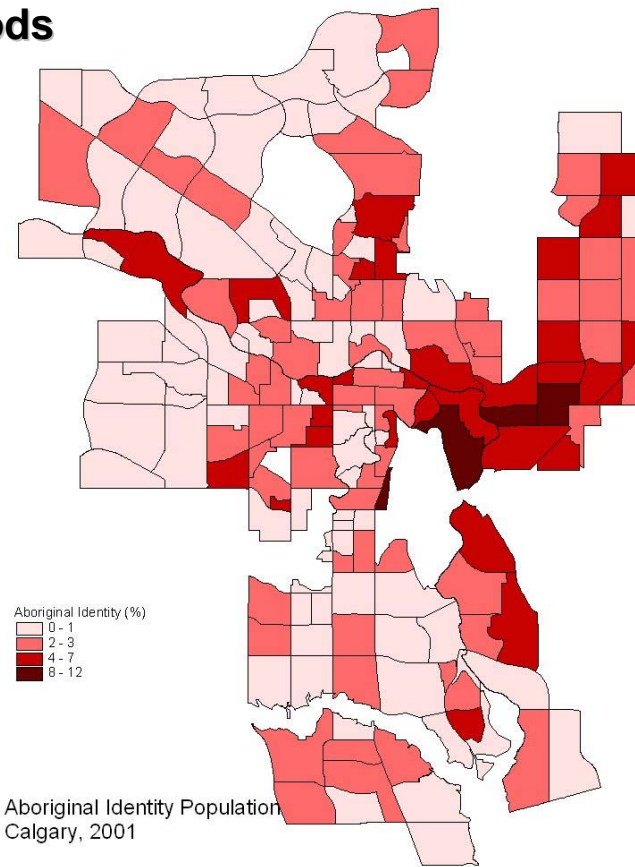 ods
Aboriginal Identity (%)
0 - 1
2 - 3
4 - 7
8 - 12
Aboriginal Identity Population
Calgary, 2001